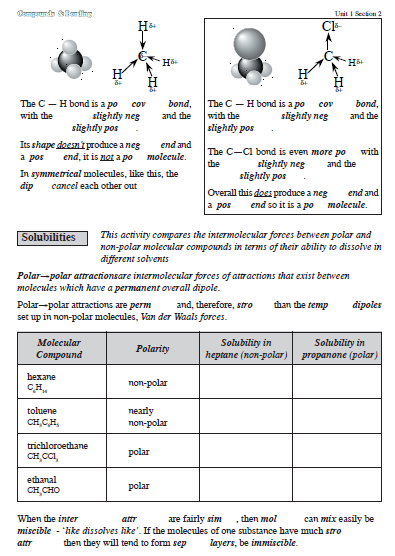 Compounds & Bonding
Unit 1 Section 2
Hδ+
Cδ-
H
δ+
H
δ+
Hδ+
The C — H bond is a po cov bond,
with the slightly neg and the
slightly pos .
Its shape doesn't produce a neg end and
a pos end, it is not a po molecule.
In symmetrical molecules, like this, the
dip cancel each other out
Clδ-
C
H
δ+
H
δ+
Hδ+
The C — H bond is a po cov bond,
with the slightly neg and the
slightly pos .
The C—Cl bond is even more po with
the slightly neg and the
slightly pos .
Overall this does produce a neg end and
a pos end so it is a po molecule.
Solubilities
This activity compares the intermolecular forces between polar and
non-polar molecular compounds in terms of their ability to dissolve in
different solvents
Polar→polar attractionsare intermolecular forces of attractions that exist between
molecules which have a permanent overall dipole.
Polar→polar attractions are perm and, therefore, stro than the temp dipoles
set up in non-polar molecules, Van der Waals forces.
Molecular
Compound
Polarity
Solubility in
heptane (non-polar)
Solubility in
propanone (polar)
hexane
C6H14
non-polar
toluene
CH3C6H5
nearly
non-polar
trichloroethane
CH3CCl3
polar
ethanal
CH3CHO
polar
When the inter attr are fairly sim , then mol can mix easily be
miscible - 'like dissolves like'. If the molecules of one substance have much stro
attr then they will tend to form sep layers, be immiscible.